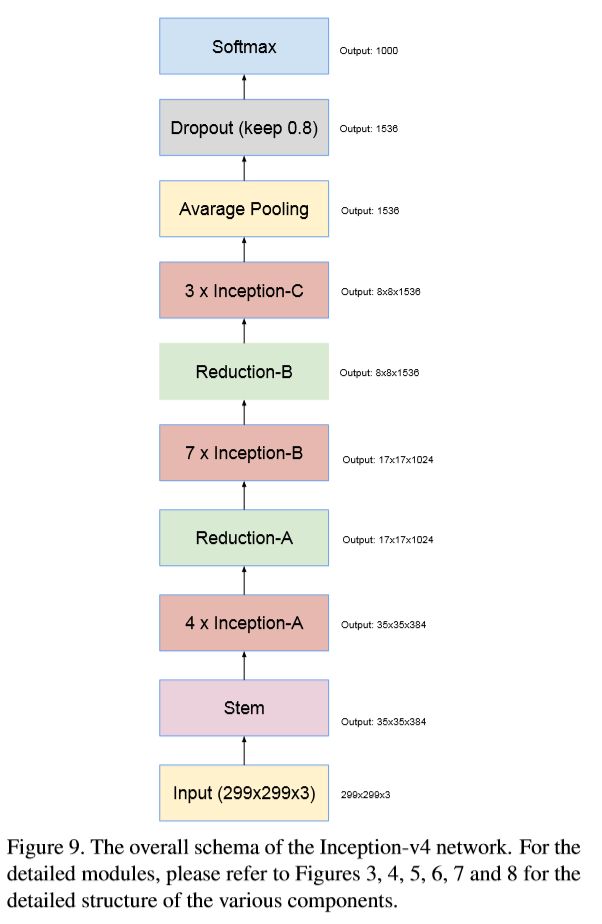 Softmax
Output: 1000
Dropout (keep 0.8)
Output: 1536
Avarage Pooling
Output: 1536
3 x Inception-C
Output: 8x8x1536
Reduction-B
Output: 8x8x1536
7 x Inception-B
Output: 17x17x1024
Reduction-A
Output: 17x17x1024
4 x Inception-A
Output: 35x35x384
Stem
Output: 35x35x384
Input (299x299x3)
299x299x3
Figure 9. The overall schema of the Inception-v4 network. For the
detailed modules, please refer to Figures 3, 4, 5, 6, 7 and 8 for the
detailed structure of the various components.